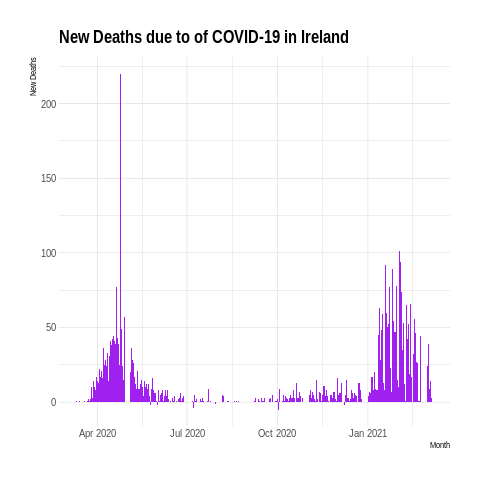 New Deaths due to of COVID-19 in Ireland
New Deaths
200
150
100
50
0
Apr 2020 Jul 2020 Oct 2020 Jan 2021
Month